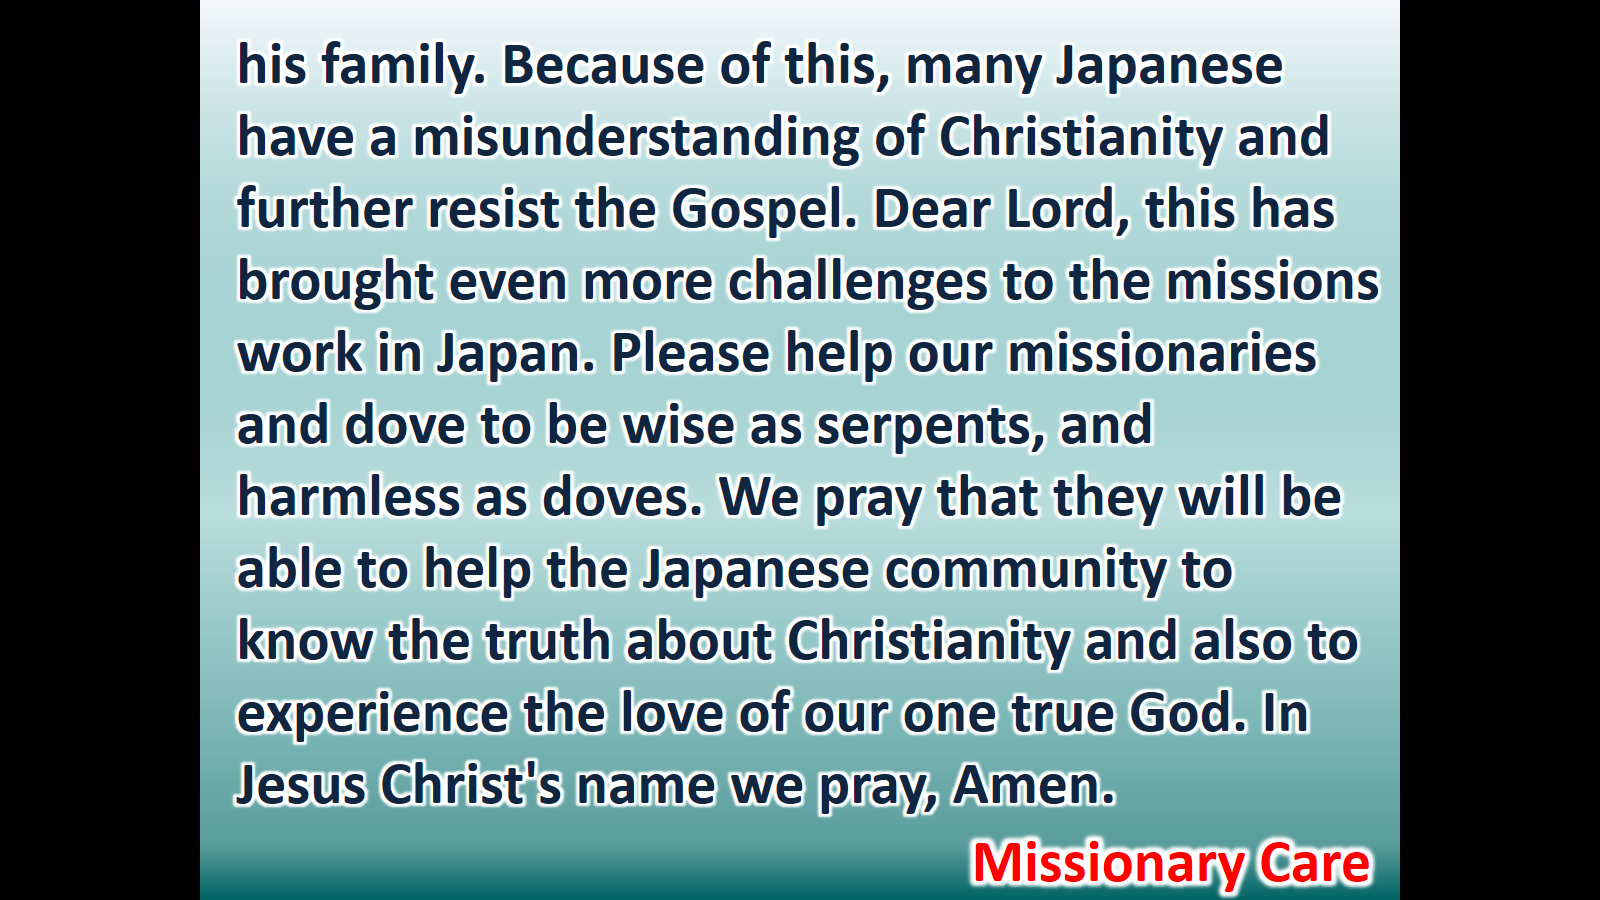 his family. Because of this, many Japanese
have a misunderstanding of Christianity and
further resist the Gospel. Dear Lord, this has
brought even more challenges to the missions
work in Japan. Please help our missionaries
and dove to be wise as serpents, and
harmless as doves. We pray that they will be
able to help the Japanese community to
know the truth about Christianity and also to
experience the love of our one true God. In
Jesus Christ's name we pray, Amen.
Missionary Care